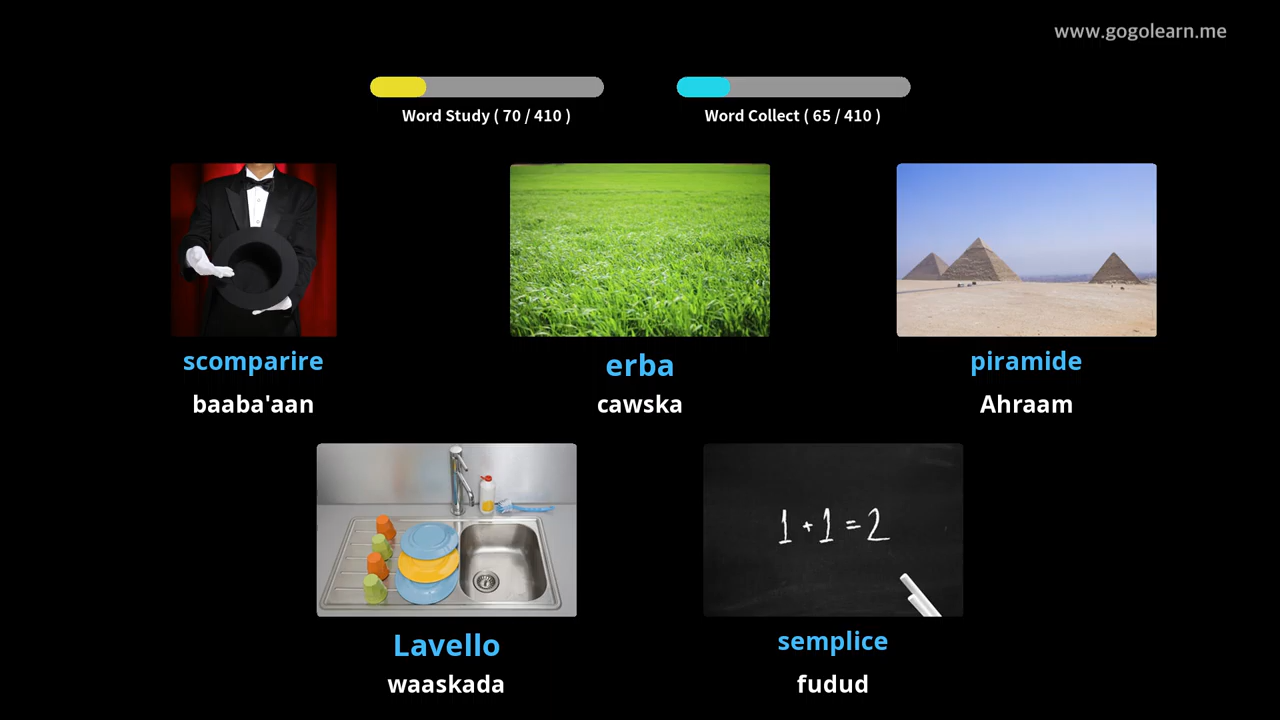 www.gogolearn.me
Word Study ( 70 / 410 )
Word Collect ( 65 / 410 )
scomparire
baaba'aan
erba
cawska
piramide
Ahraam
1 + 1 = 2
Lavello
waaskada
semplice
fudud